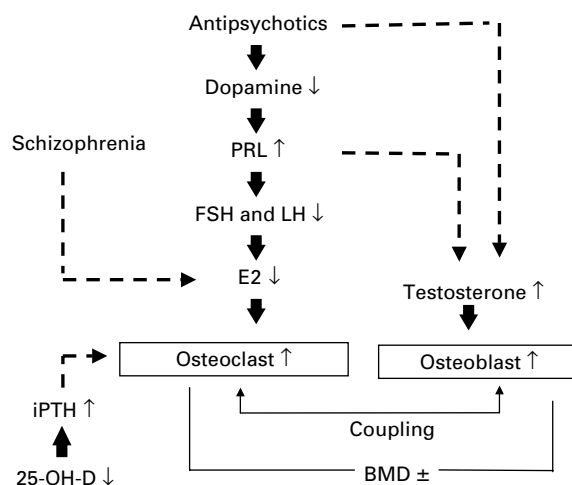 Antipsychotics
Dopamine ↓
Schizophrenia
PRL ↑
FSH and LH ↓
E2 ↓
Testosterone ↑
Osteoclast ↑
Osteoblast ↑
iPTH ↑
Coupling
25-OH-D ↓
BMD ±